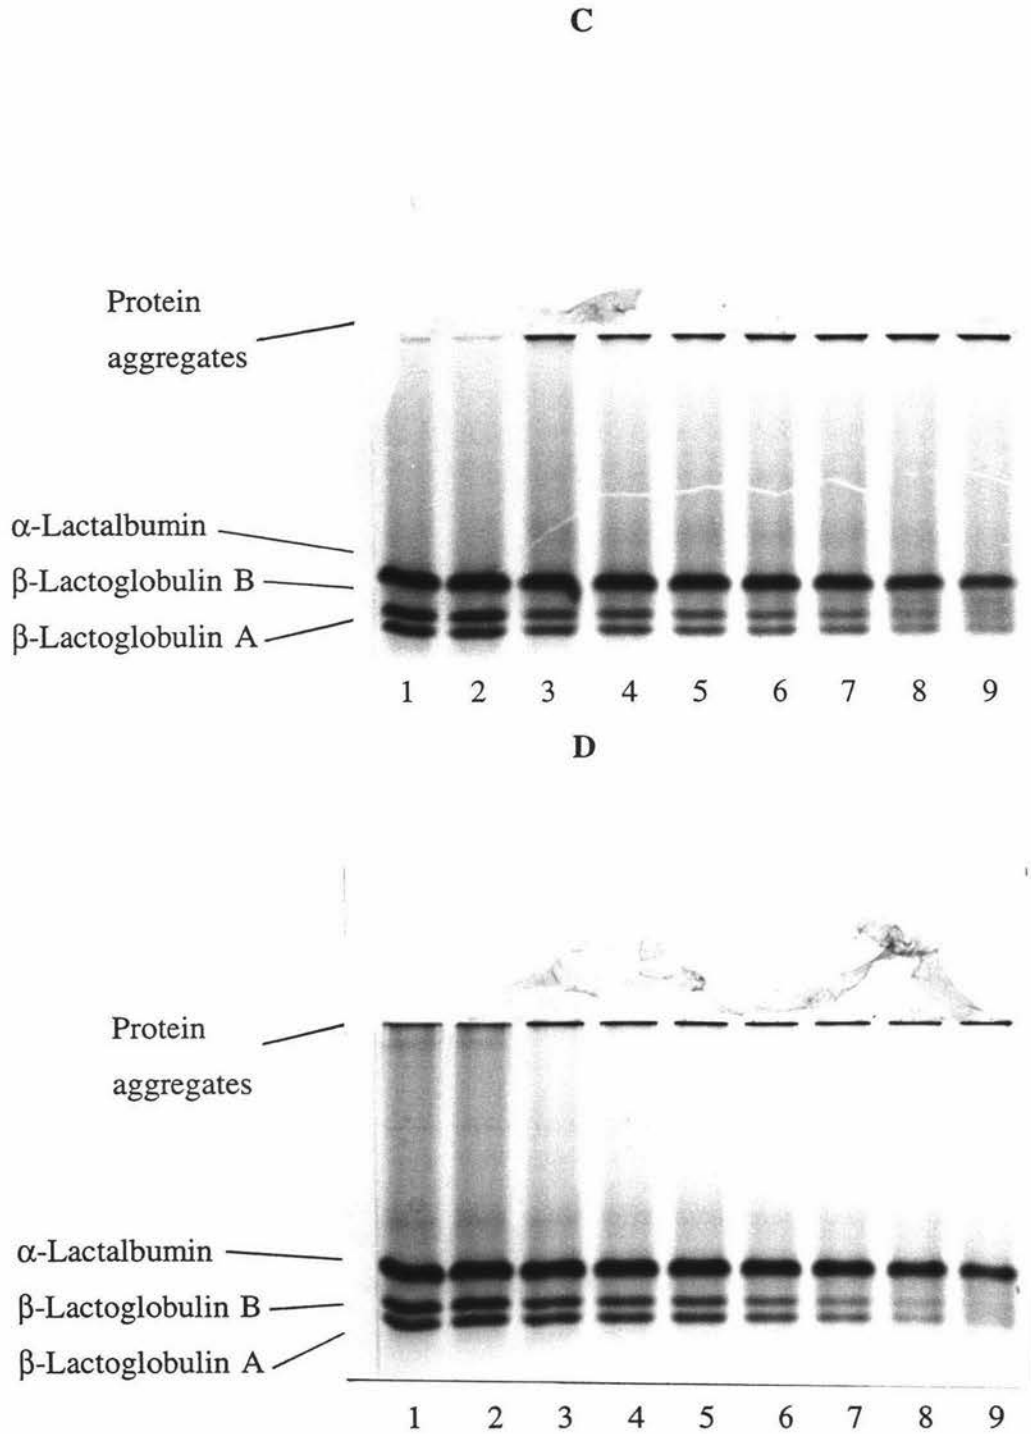 C
Protein
aggregates
α-Lactalbumin
β-Lactoglobulin B
β-Lactoglobulin A
1 2 3 4 5 6 7 8 9
D
Protein
aggregates
α-Lactalbumin
β-Lactoglobulin B
β-Lactoglobulin A
1 2 3 4 5 6 7 8 9